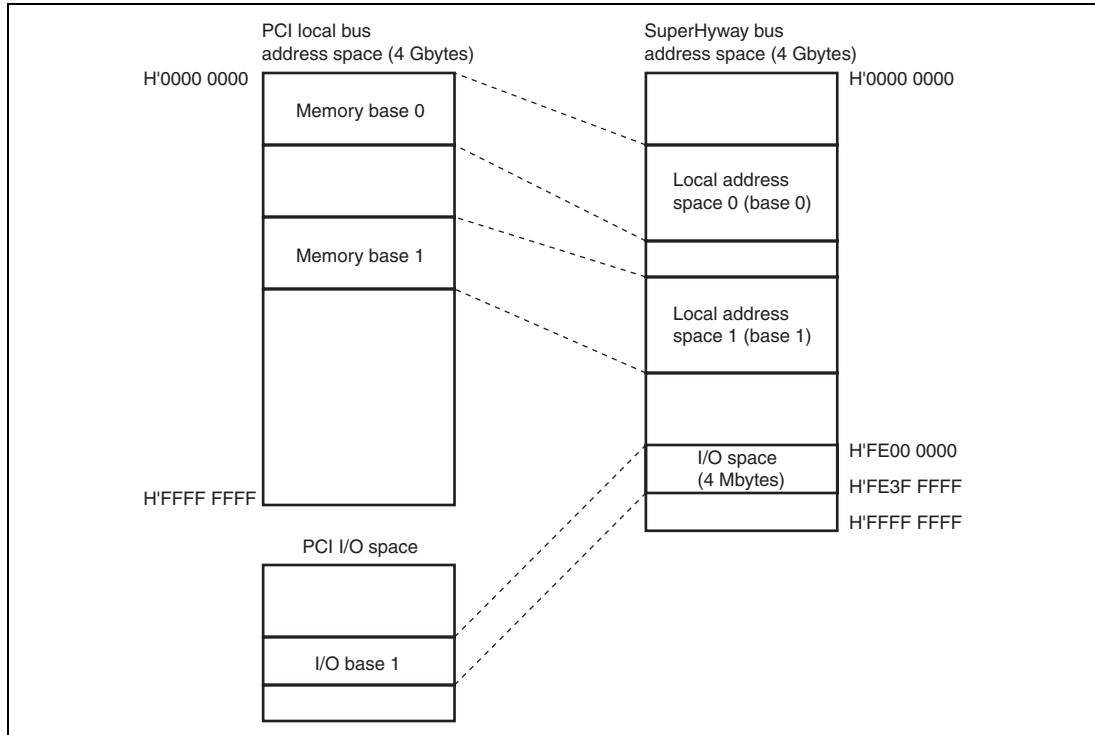 PCI local bus
address space (4 Gbytes)
H'0000 0000
Memory base 0
Memory base 1
H'FFFF FFFF
SuperHyway bus
address space (4 Gbytes)
H'0000 0000
Local address
space 0 (base 0)
Local address
space 1 (base 1)
I/O space
(4 Mbytes)
H'FE00 0000
H'FE3F FFFF
H'FFFF FFFF
PCI I/O space
I/O base 1